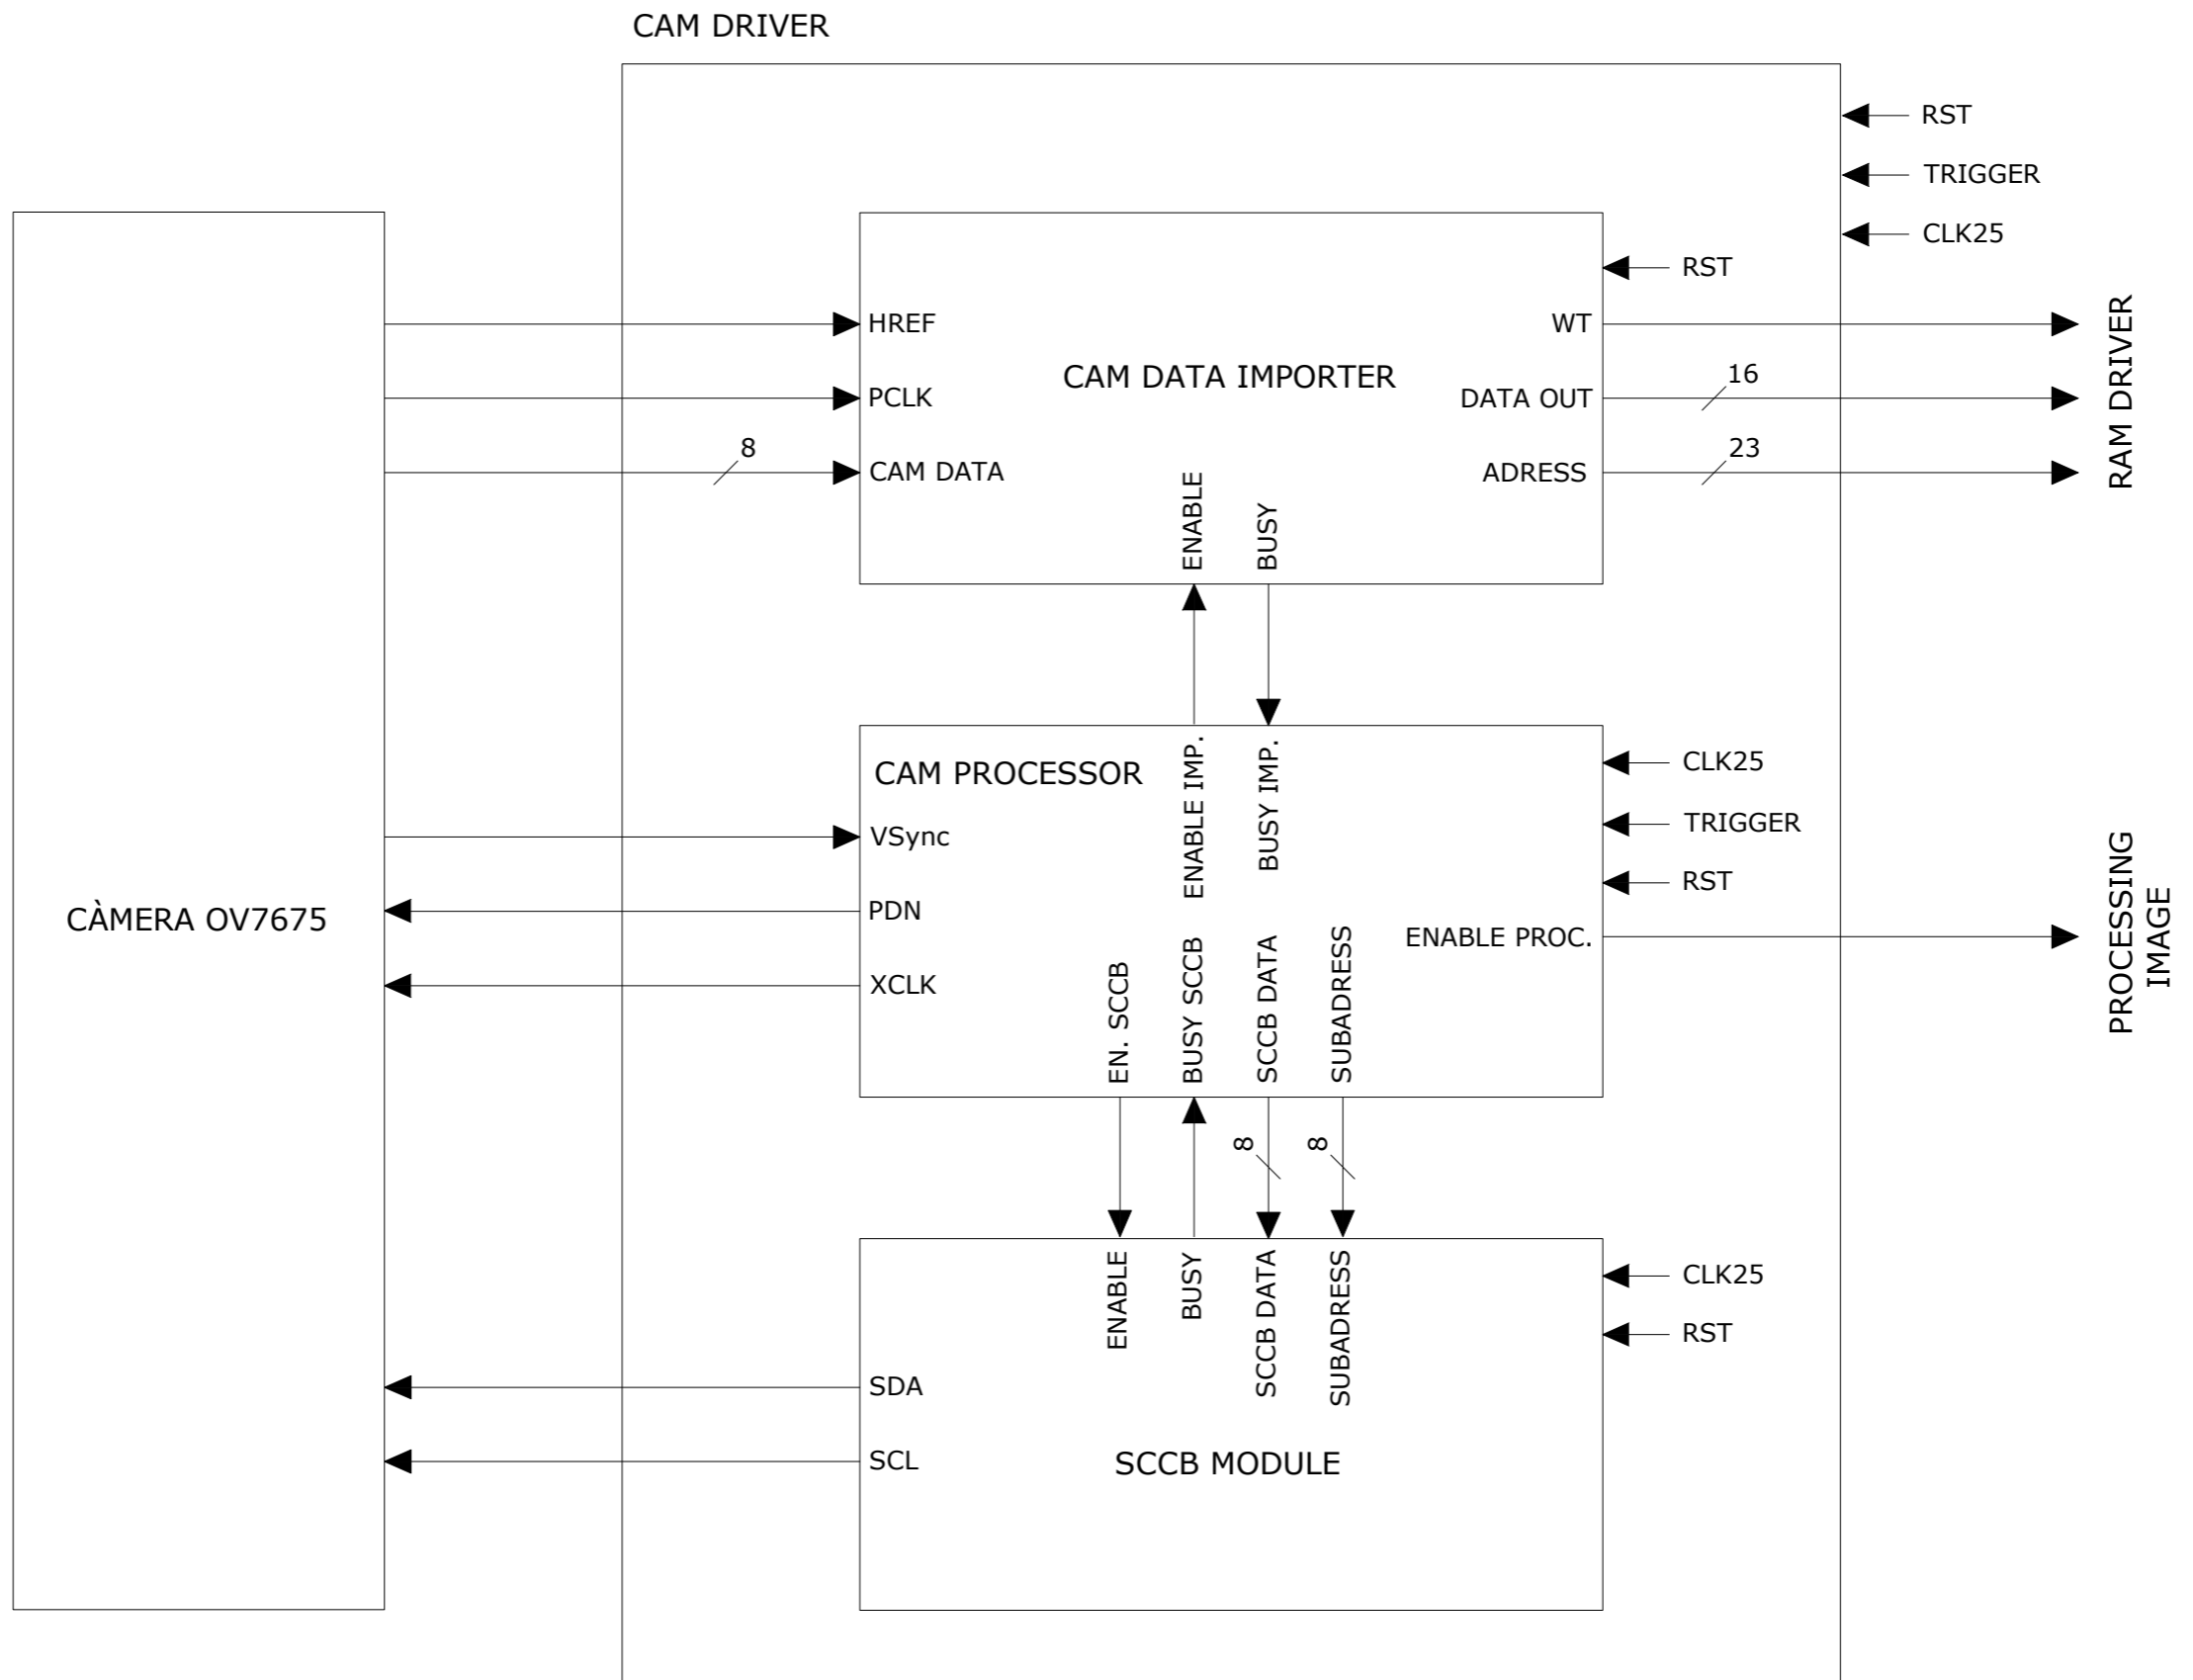 CAM DRIVER
RST
TRIGGER
CLK25
RST
HREF
WT
CAM DATA IMPORTER
PCLK
DATA OUT
16
8
CAM DATA
ADRESS
23
RAM DRIVER
ENABLE
BUSY
CAM PROCESSOR
ENABLE IMP.
BUSY IMP.
CLK25
TRIGGER
RST
VSync
PDN
XCLK
CÀMERA OV7675
ENABLE PROC.
PROCESSING
IMAGE
EN. SCCB
BUSY SCCB
SCCB DATA
SUBADRESS
8
8
ENABLE
BUSY
SCCB DATA
SUBADRESS
CLK25
RST
SDA
SCL
SCCB MODULE